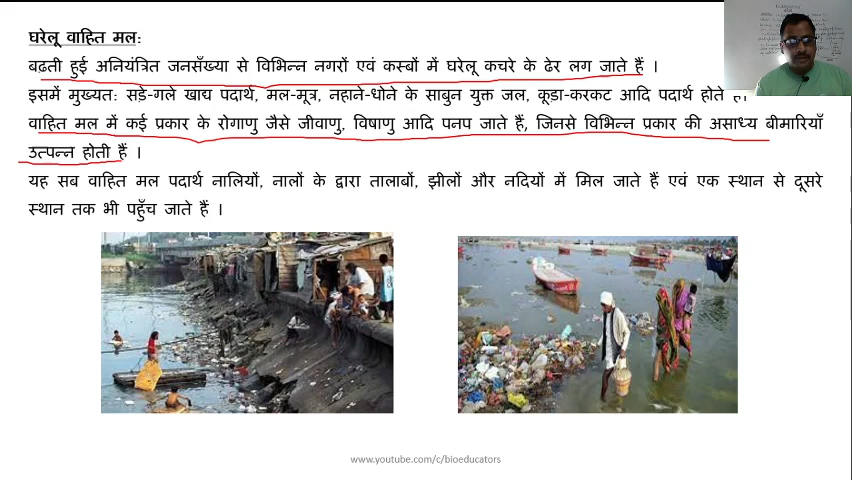 घरेलू वाहित मल:
बढ़ती हुई अनियंत्रित जनसँख्या से विभिन्न नगरों एवं कस्बों में घरेलू कचरे के ढेर लग जाते हैं ।
इसमें मुख्यत: सड़े-गले खाद्य पदार्थ, मल-मूत्र, नहाने-धोने के साबुन युक्त जल, कूडा-करकट आदि पदार्थ होते है।
वाहित मल में कई प्रकार के रोगाणु जैसे जीवाणु, विषाणु आदि पनप जाते हैं, जिनसे विभिन्न प्रकार की असाध्य बीमारियाँ
उत्पन्न होती हैं ।
यह सब वाहित मल पदार्थ नालियों, नालों के द्वारा तालाबों, झीलों और नदियों में मिल जाते हैं एवं एक स्थान से दूसरे
स्थान तक भी पहुँच जाते हैं ।
www.youtube.com/c/bioeducators